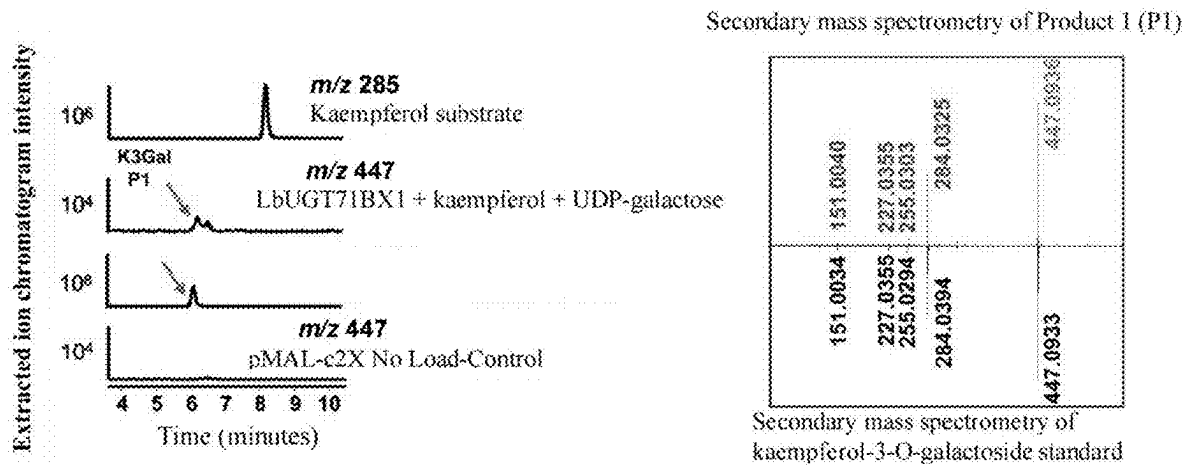 Secondary mass spectrometry of Product 1 (P1)
Extracted ion chromatogram intensity
m/z 285
Kaempferol substrate
10⁶
K3Gal
P1
m/z 447
LbUGT71BX1 + kaempferol + UDP-galactose
10⁴
10⁸
m/z 447
pMAL-c2X No Load-Control
10⁴
4 5 6 7 8 9 10
Time (minutes)
151.0040
227.0355
255.0303
284.0325
447.0936
151.0034
227.0355
255.0294
284.0394
447.0933
Secondary mass spectrometry of
kaempferol-3-O-galactoside standard